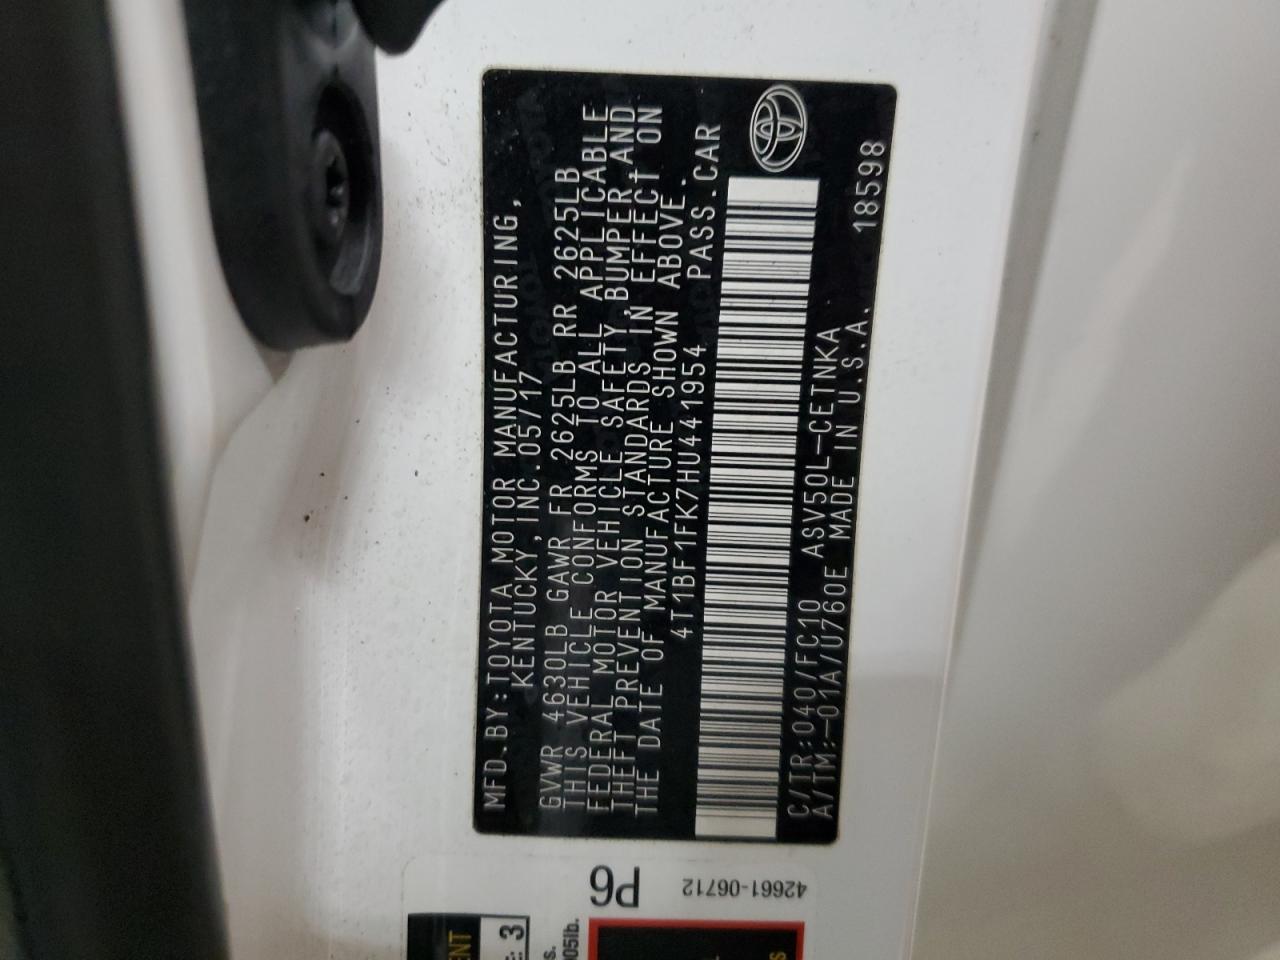 MFD.BY:TOYOTA MOTOR MANUFACTURING,
KENTUCKY,INC.05/17
GVWR 4630LB GAWR FR 2625LB RR 2625LB
THIS VEHICLE CONFORMS TO ALL APPLICABLE
FEDERAL MOTOR VEHICLE SAFETY,BUMPER,AND
THEFT PREVENTION STANDARDS IN EFFECT ON
THE DATE OF MANUFACTURE SHOWN ABOVE.
4T1BF1FK7HU441954 PASS.CAR
C/TR:040/FC10 ASV50L-CETNKA
A/TM:-01A/U760E MADE IN U.S.A. 18598
P6
42661-06712
3
005lb.